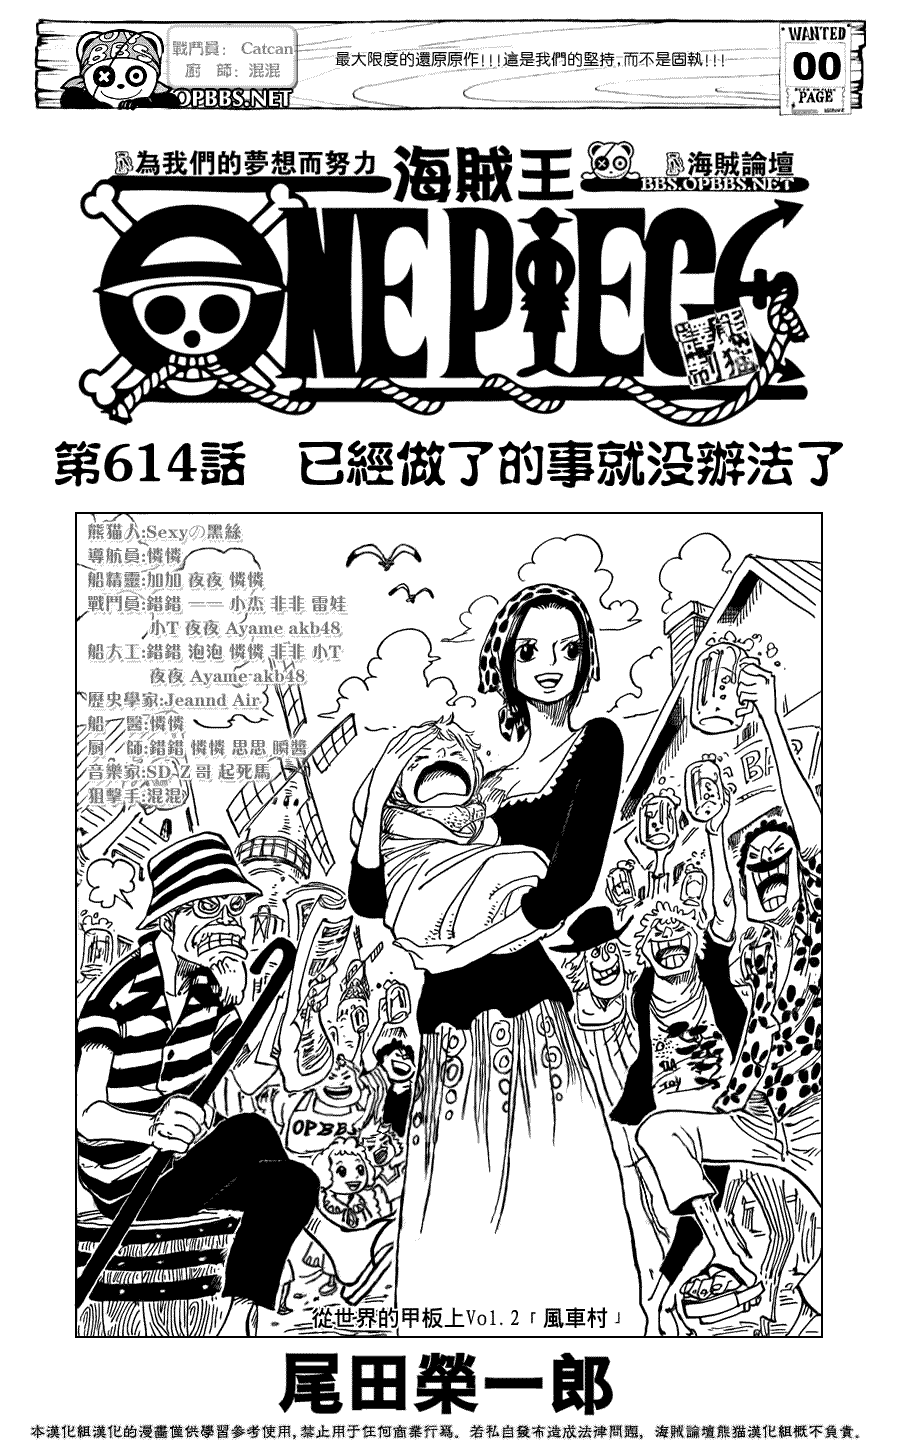 戰鬥員： Catcan
廚 師：混混
OPBBS.NET
最大限度的還原原作!!!這是我們的堅持,而不是固執!!!
WANTED
00
PAGE
為我們的夢想而努力
海賊王
海賊論壇
BBS.OPBBS.NET
ONE PIECE
熊猫譯制
第614話 已經做了的事就没辦法了
熊猫人:Sexyの黑絲
導航員:憐憐
船精靈:加加 夜夜 憐憐
戰鬥員:錯錯 一一 小杰 非非 雷娃
小T 夜夜 Ayame akb48
船大工:錯錯 泡泡 憐憐 非非 小T
夜夜 Ayame akb48
歷史學家:Jeannd Air
船 醫:憐憐
厨 師:錯錯 憐憐 思思 瞬醬
音樂家:SD-Z 哥 起死馬
狙擊手:混混
BAR
OPBBS
從世界的甲板上Vol.2「風車村」
尾田榮一郎
本漢化組漢化的漫畫僅供學習參考使用,禁止用于任何商業行爲。若私自發布造成法律問題，海賊論壇熊猫漢化組概不負責。